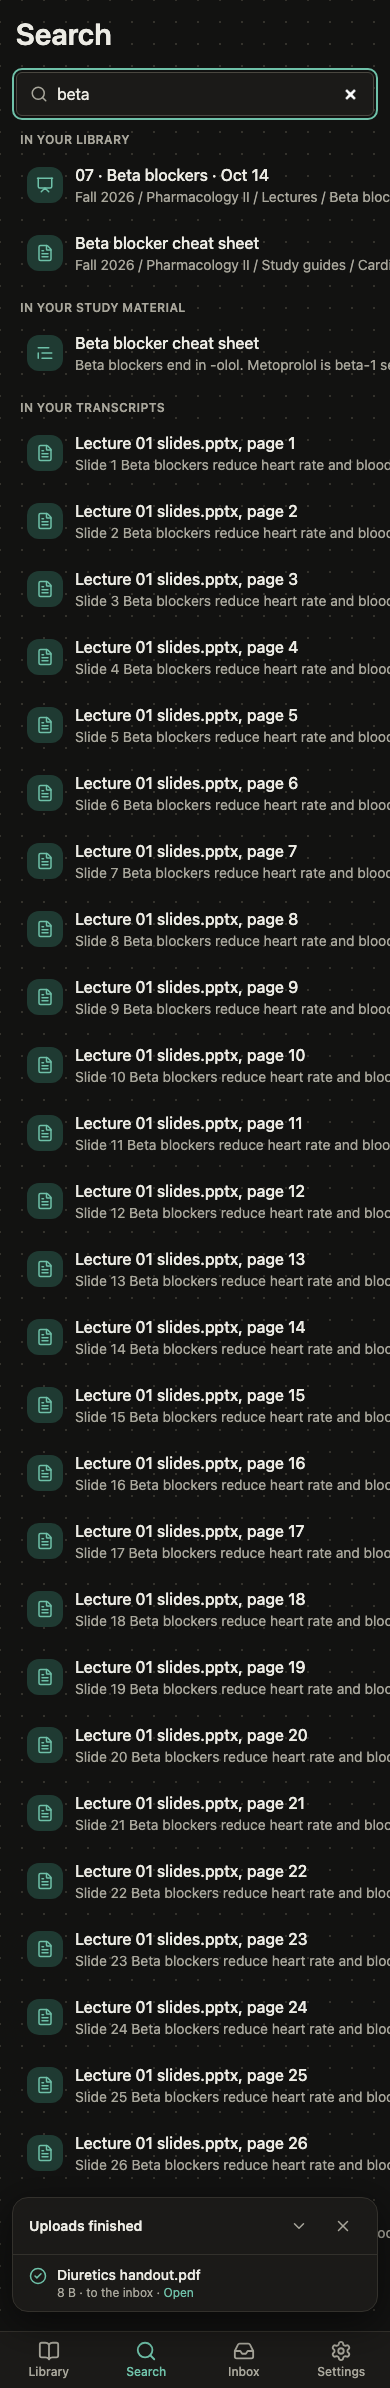 Search
beta
IN YOUR LIBRARY
07 · Beta blockers · Oct 14
Fall 2026 / Pharmacology II / Lectures / Beta bloc
Beta blocker cheat sheet
Fall 2026 / Pharmacology II / Study guides / Cardi
IN YOUR STUDY MATERIAL
Beta blocker cheat sheet
Beta blockers end in -olol. Metoprolol is beta-1 se
IN YOUR TRANSCRIPTS
Lecture 01 slides.pptx, page 1
Slide 1 Beta blockers reduce heart rate and blood
Lecture 01 slides.pptx, page 2
Slide 2 Beta blockers reduce heart rate and blood
Lecture 01 slides.pptx, page 3
Slide 3 Beta blockers reduce heart rate and blood
Lecture 01 slides.pptx, page 4
Slide 4 Beta blockers reduce heart rate and blood
Lecture 01 slides.pptx, page 5
Slide 5 Beta blockers reduce heart rate and blood
Lecture 01 slides.pptx, page 6
Slide 6 Beta blockers reduce heart rate and blood
Lecture 01 slides.pptx, page 7
Slide 7 Beta blockers reduce heart rate and blood
Lecture 01 slides.pptx, page 8
Slide 8 Beta blockers reduce heart rate and blood
Lecture 01 slides.pptx, page 9
Slide 9 Beta blockers reduce heart rate and blood
Lecture 01 slides.pptx, page 10
Slide 10 Beta blockers reduce heart rate and bloo
Lecture 01 slides.pptx, page 11
Slide 11 Beta blockers reduce heart rate and bloo
Lecture 01 slides.pptx, page 12
Slide 12 Beta blockers reduce heart rate and bloo
Lecture 01 slides.pptx, page 13
Slide 13 Beta blockers reduce heart rate and bloo
Lecture 01 slides.pptx, page 14
Slide 14 Beta blockers reduce heart rate and bloo
Lecture 01 slides.pptx, page 15
Slide 15 Beta blockers reduce heart rate and bloo
Lecture 01 slides.pptx, page 16
Slide 16 Beta blockers reduce heart rate and bloo
Lecture 01 slides.pptx, page 17
Slide 17 Beta blockers reduce heart rate and bloo
Lecture 01 slides.pptx, page 18
Slide 18 Beta blockers reduce heart rate and bloo
Lecture 01 slides.pptx, page 19
Slide 19 Beta blockers reduce heart rate and bloo
Lecture 01 slides.pptx, page 20
Slide 20 Beta blockers reduce heart rate and bloo
Lecture 01 slides.pptx, page 21
Slide 21 Beta blockers reduce heart rate and bloo
Lecture 01 slides.pptx, page 22
Slide 22 Beta blockers reduce heart rate and bloo
Lecture 01 slides.pptx, page 23
Slide 23 Beta blockers reduce heart rate and bloo
Lecture 01 slides.pptx, page 24
Slide 24 Beta blockers reduce heart rate and bloo
Lecture 01 slides.pptx, page 25
Slide 25 Beta blockers reduce heart rate and bloo
Lecture 01 slides.pptx, page 26
Slide 26 Beta blockers reduce heart rate and bloo
Uploads finished
Diuretics handout.pdf
8 B · to the inbox · Open
Library
Search
Inbox
Settings